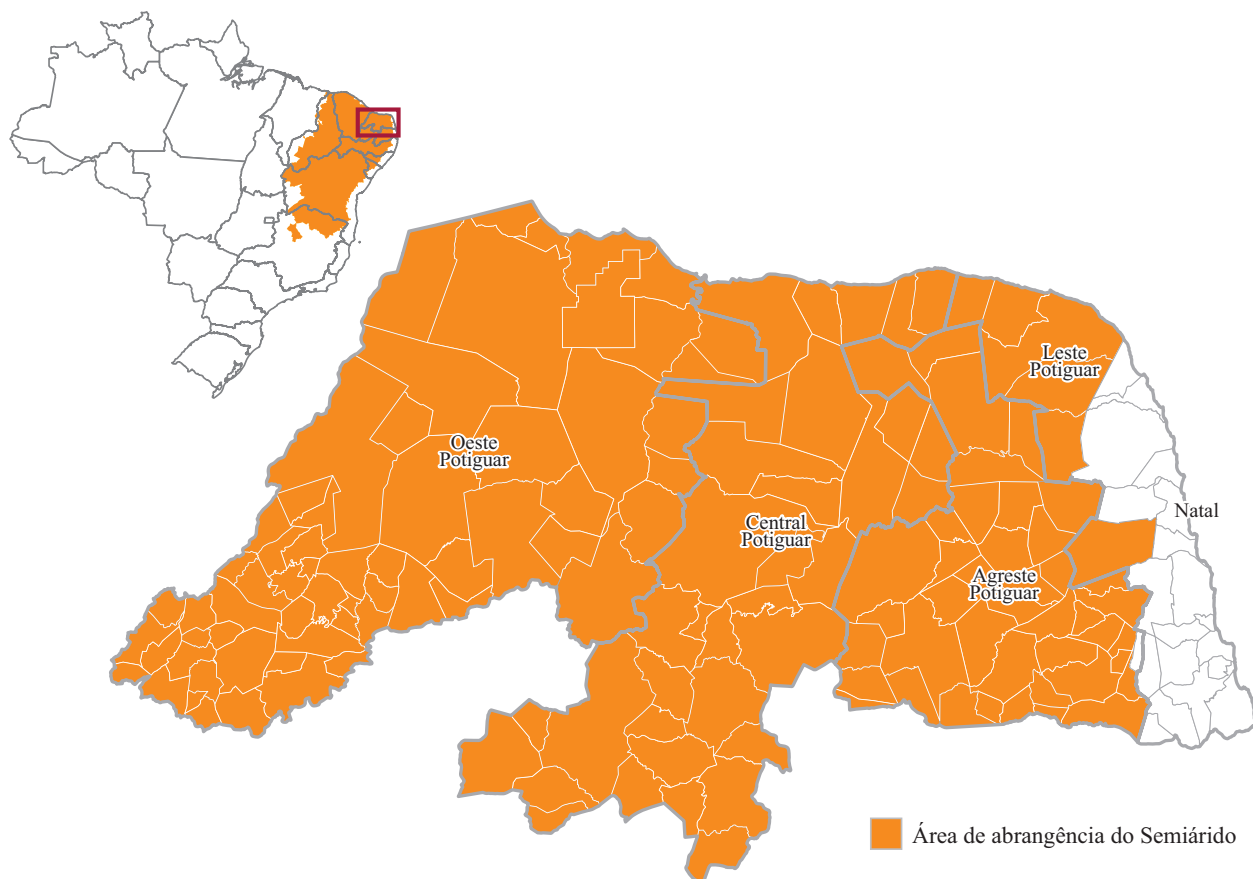 Leste
Potiguar
Oeste
Potiguar
Natal
Central
Potiguar
Agreste
Potiguar
Área de abrangência do Semiárido